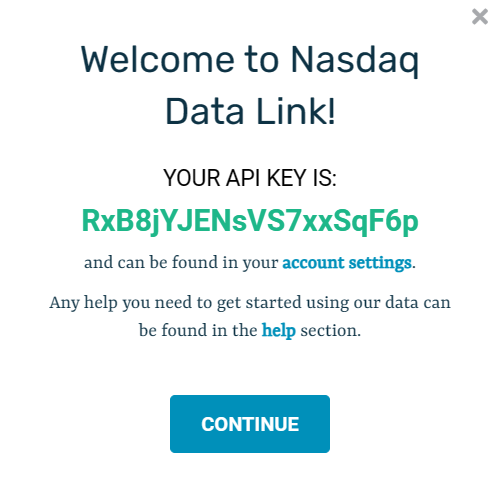 Welcome to Nasdaq
Data Link!
YOUR API KEY IS:
RxB8jYJENsVS7xxSqF6p
and can be found in your account settings.
Any help you need to get started using our data can
be found in the help section.
CONTINUE